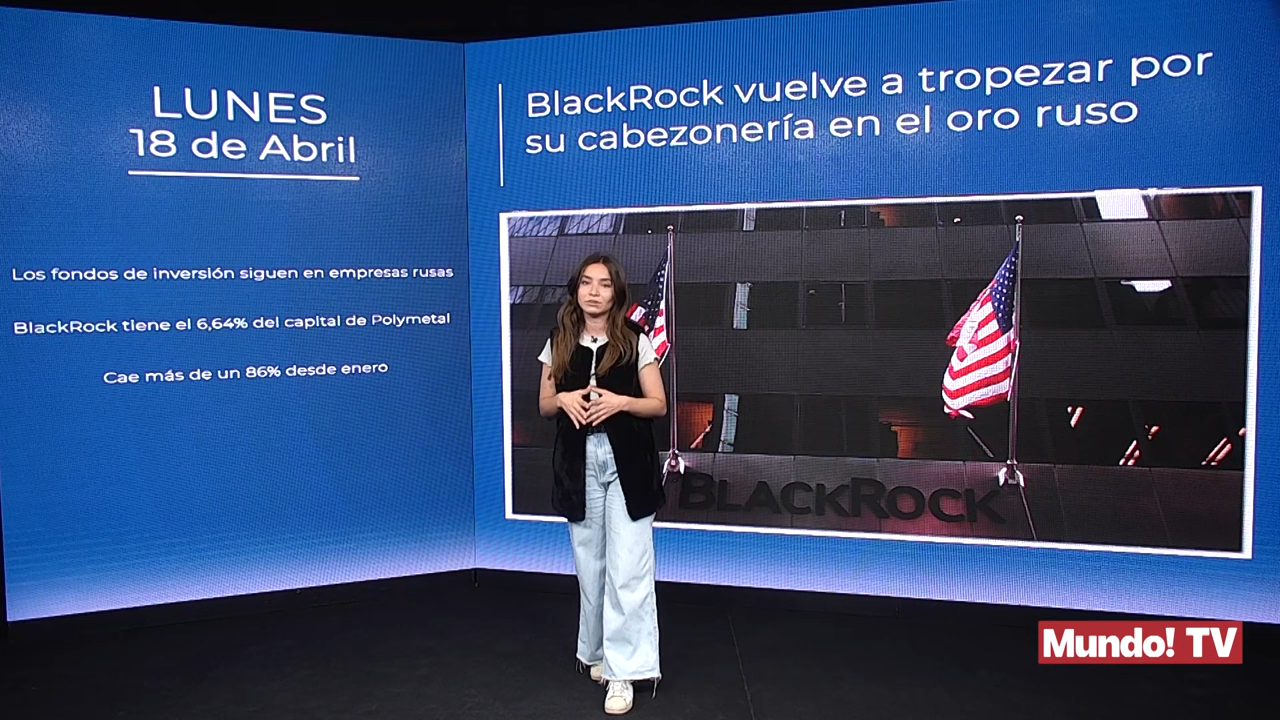 LUNES
18 de Abril
Los fondos de inversión siguen en empresas rusas
BlackRock tiene el 6,64% del capital de Polymetal
Cae más de un 86% desde enero
BlackRock vuelve a tropezar por
su cabezonería en el oro ruso
BLACKROCK
Mundo! TV